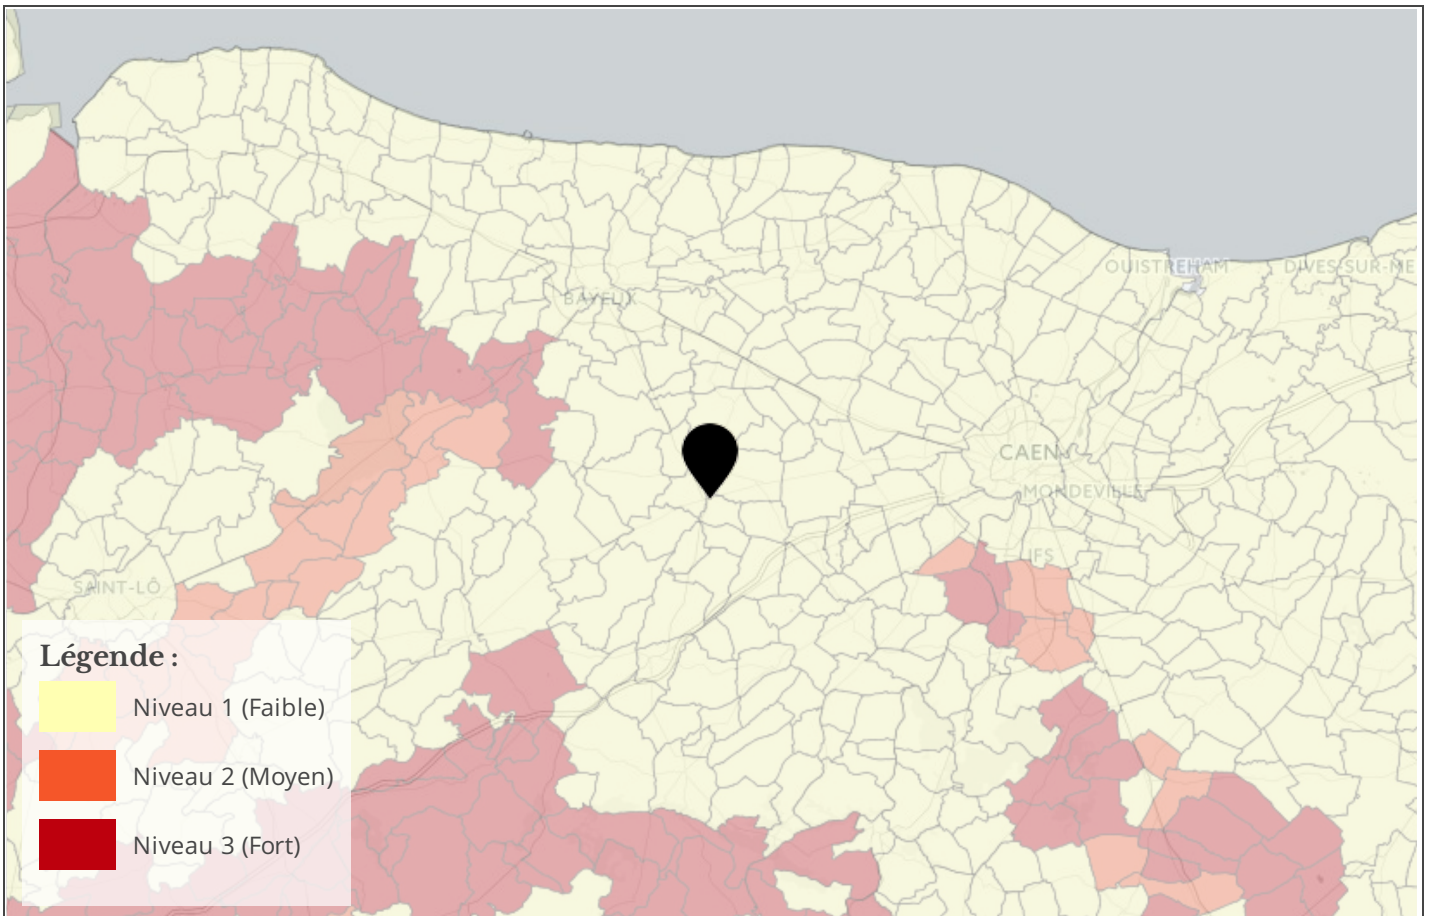 OUISTREHAM
DIVES-SUR-ME
BAYEUX
CAEN
MONDEVILLE
IFS
SAINT-LÔ
Légende :
Niveau 1 (Faible)
Niveau 2 (Moyen)
Niveau 3 (Fort)